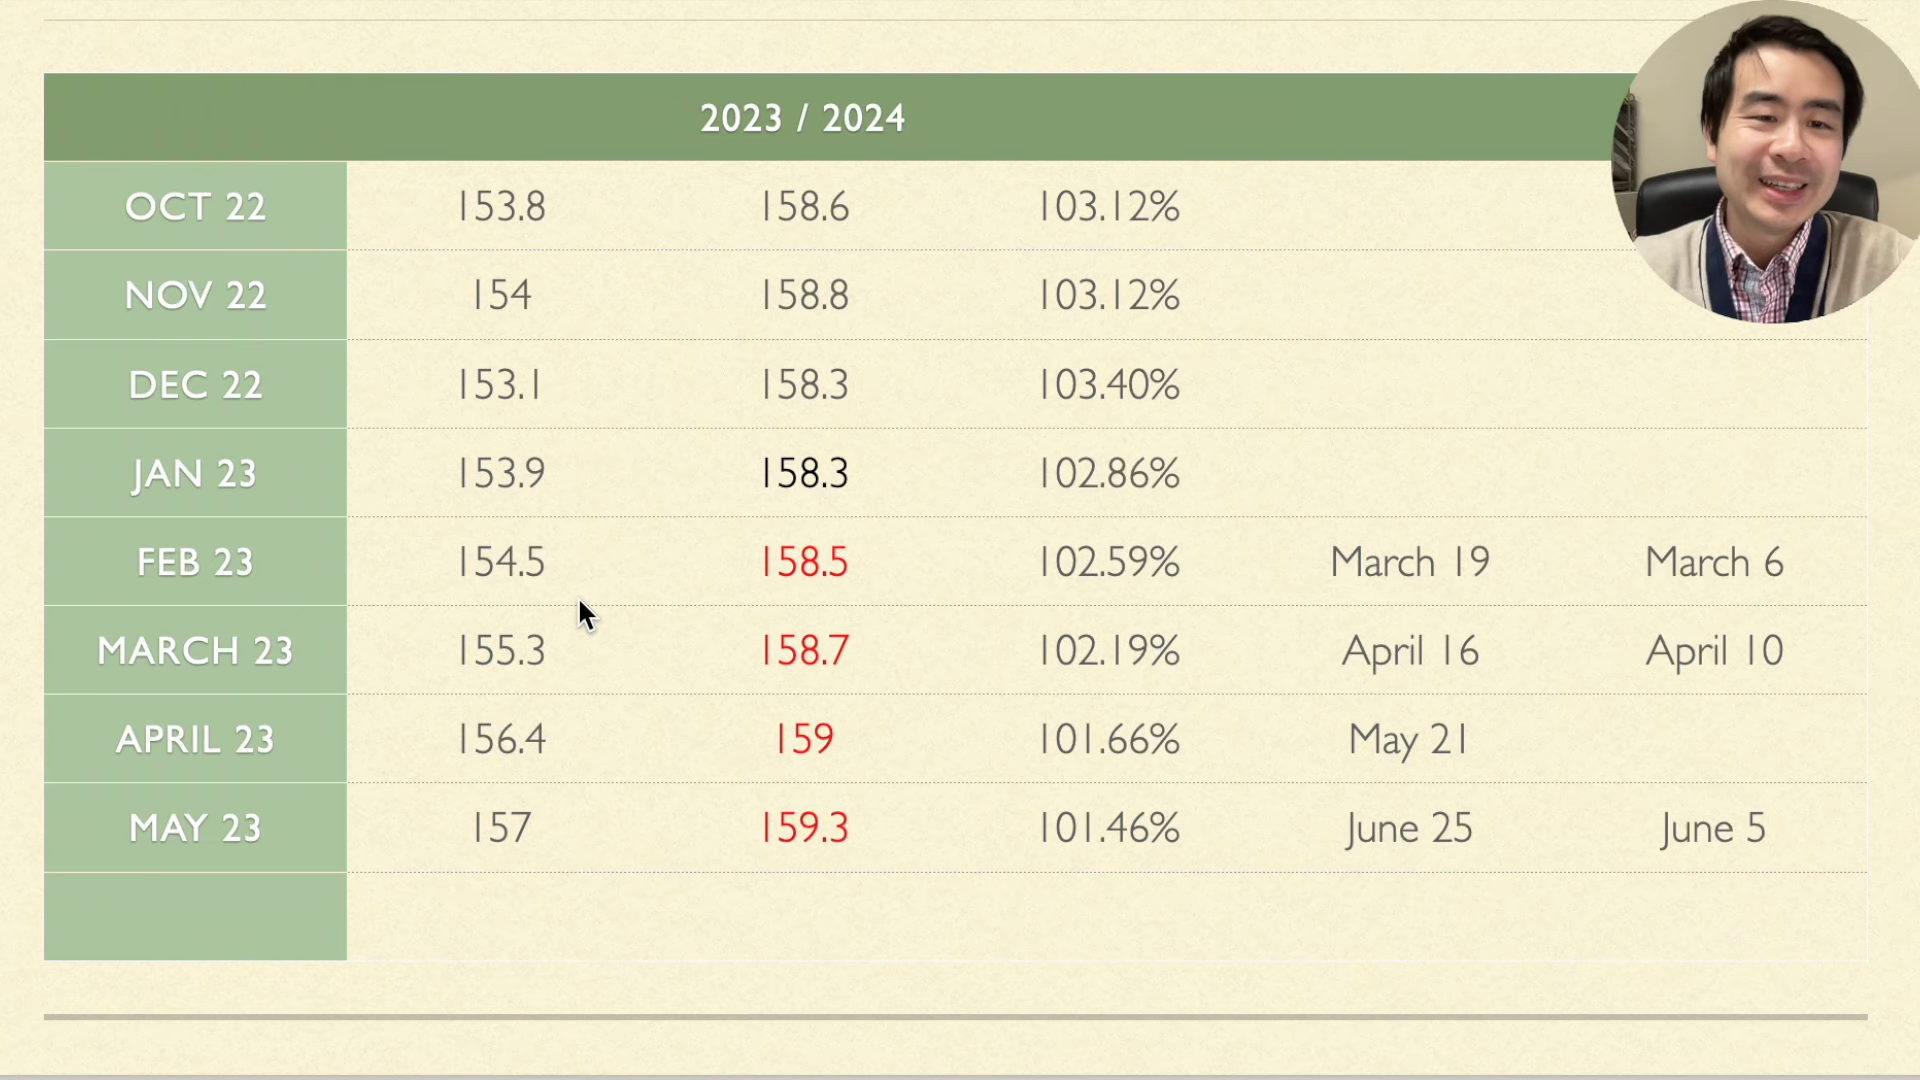 2023 / 2024
OCT 22 153.8 158.6 103.12%
NOV 22 154 158.8 103.12%
DEC 22 153.1 158.3 103.40%
JAN 23 153.9 158.3 102.86%
FEB 23 154.5 158.5 102.59% March 19 March 6
MARCH 23 155.3 158.7 102.19% April 16 April 10
APRIL 23 156.4 159 101.66% May 21
MAY 23 157 159.3 101.46% June 25 June 5